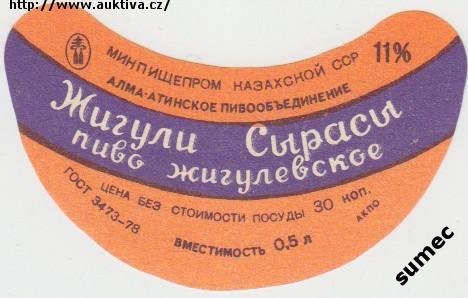 http://www.auktiva.cz/
МИНПИЩЕПРОМ КАЗАХСКОЙ ССР 11%
АЛМА-АТИНСКОЕ ПИВООБЪЕДИНЕНИЕ
Жигули Сырасы
пиво жигулевское
ЦЕНА БЕЗ СТОИМОСТИ ПОСУДЫ 30 КОП.
ГОСТ 3473-78
ВМЕСТИМОСТЬ 0,5 л
АКПО
sumec